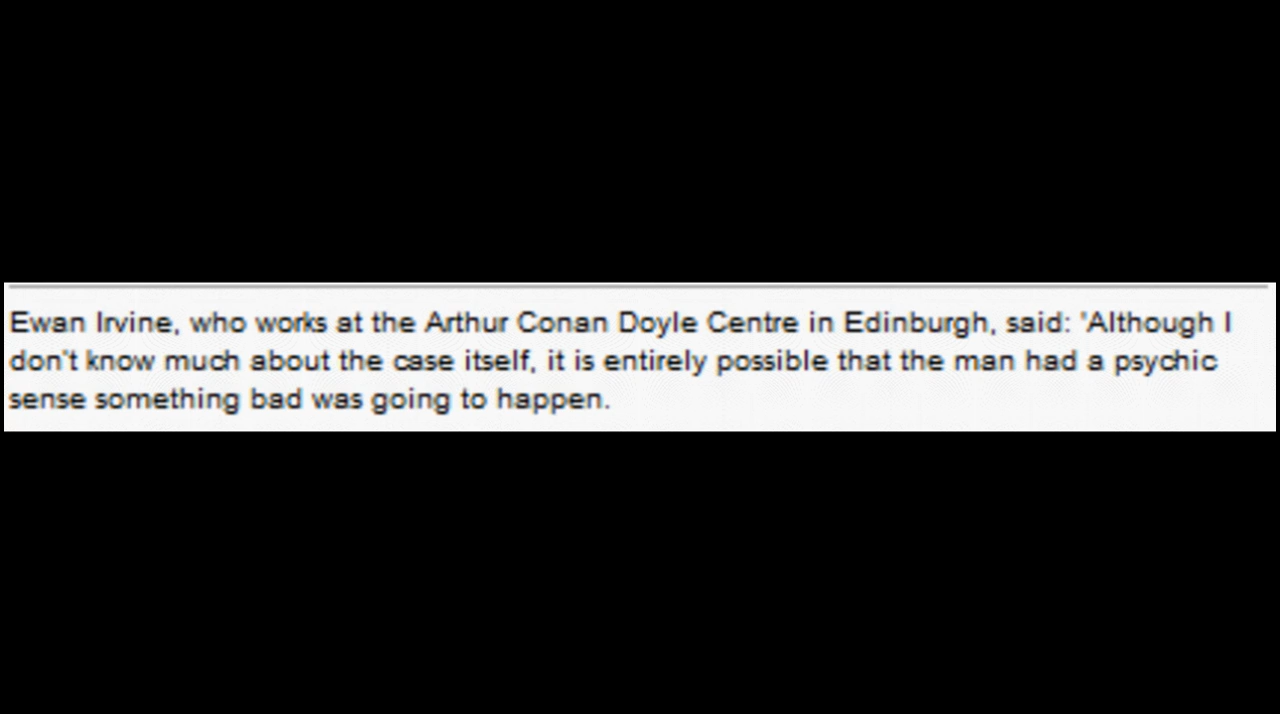 Ewan Irvine, who works at the Arthur Conan Doyle Centre in Edinburgh, said: 'Although I
don't know much about the case itself, it is entirely possible that the man had a psychic
sense something bad was going to happen.